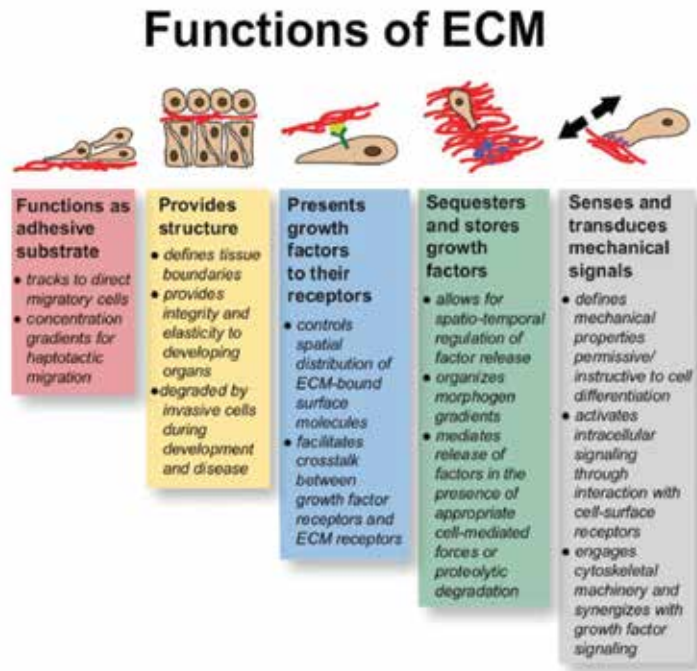 Functions of ECM
Functions as
adhesive
substrate
● tracks to direct
migratory cells
● concentration
gradients for
haptotactic
migration
Provides
structure
● defines tissue
boundaries
● provides
integrity and
elasticity to
developing
organs
●degraded by
invasive cells
during
development
and disease
Presents
growth
factors
to their
receptors
● controls
spatial
distribution of
ECM-bound
surface
molecules
● facilitates
crosstalk
between
growth factor
receptors and
ECM receptors
Sequesters
and stores
growth
factors
● allows for
spatio-temporal
regulation of
factor release
● organizes
morphogen
gradients
● mediates
release of
factors in the
presence of
appropriate
cell-mediated
forces or
proteolytic
degradation
Senses and
transduces
mechanical
signals
● defines
mechanical
properties
permissive/
instructive to cell
differentiation
● activates
intracellular
signaling
through
interaction with
cell-surface
receptors
● engages
cytoskeletal
machinery and
synergizes with
growth factor
signaling